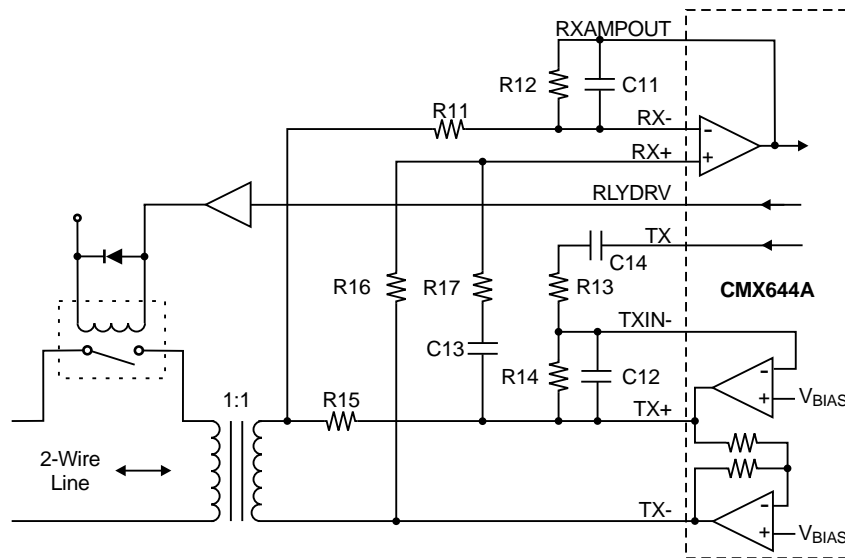 RXAMPOUT
R12
C11
R11
RX-
-
RX+
+
RLYDRV
TX
C14
R16
R17
R13
CMX644A
TXIN-
C13
R14
C12
-
+
VBIAS
1:1
R15
TX+
2-Wire
Line
TX-
-
+
VBIAS